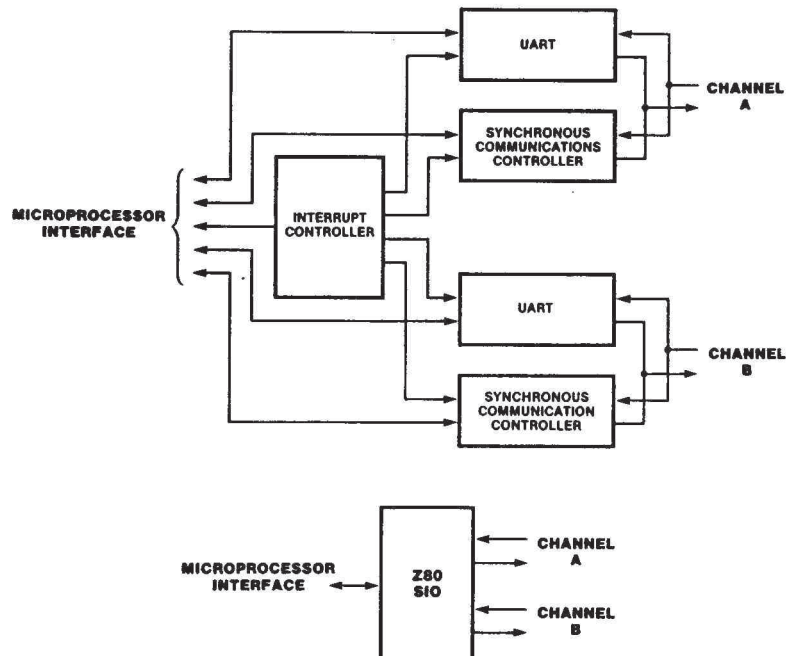 UART
CHANNEL
A
SYNCHRONOUS
COMMUNICATIONS
CONTROLLER
MICROPROCESSOR
INTERFACE
INTERRUPT
CONTROLLER
UART
CHANNEL
B
SYNCHRONOUS
COMMUNICATION
CONTROLLER
MICROPROCESSOR
INTERFACE
Z80
SIO
CHANNEL
A
CHANNEL
B